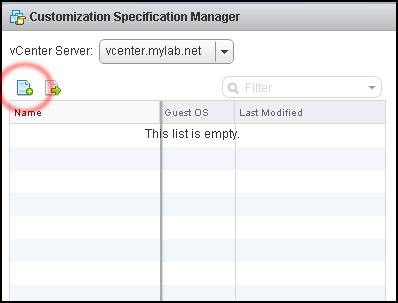 Customization Specification Manager
vCenter Server: vcenter.mylab.net
Filter
Name Guest OS Last Modified
This list is empty.